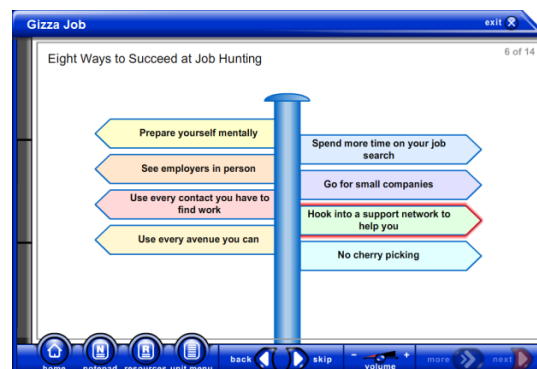 Gizza Job
exit
6 of 14
Eight Ways to Succeed at Job Hunting
Prepare yourself mentally
See employers in person
Use every contact you have to
find work
Use every avenue you can
Spend more time on your job
search
Go for small companies
Hook into a support network to
help you
No cherry picking
N
R
home
notepad
resources
unit menu
back
skip
- +
volume
more
next